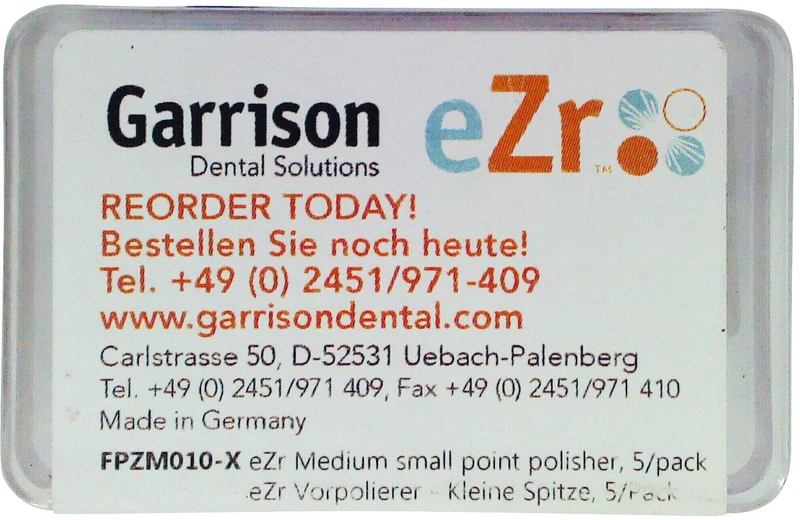 Garrison eZr™
Dental Solutions
REORDER TODAY!
Bestellen Sie noch heute!
Tel. +49 (0) 2451/971-409
www.garrisondental.com
Carlstrasse 50, D-52531 Uebach-Palenberg
Tel. +49 (0) 2451/971 409, Fax +49 (0) 2451/971 410
Made in Germany
FPZM010-X eZr Medium small point polisher, 5/pack
eZr Vorpolierer - Kleine Spitze, 5/Pack